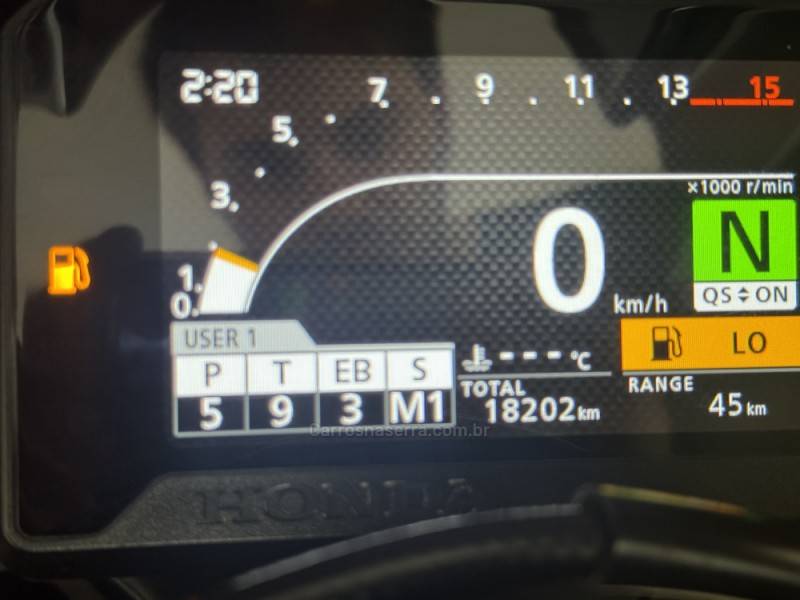 2:20
7 9 11 13 15
5
3
×1000 r/min
1
0
0 km/h
N
QS ON
USER 1
P T EB S
5 9 3 M1
--- °C
TOTAL
18202 km
LO
RANGE
45 km
Carrosnaserra.com.br
HONDA